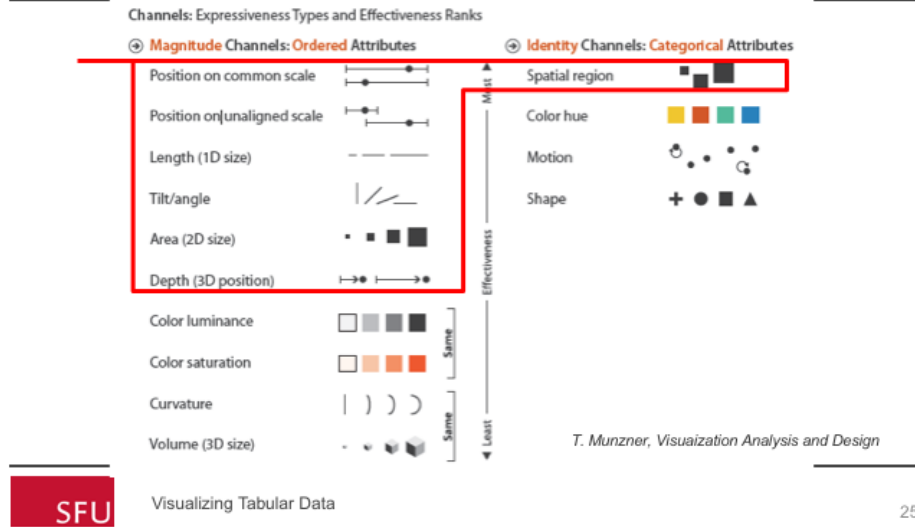 Channels: Expressiveness Types and Effectiveness Ranks
Magnitude Channels: Ordered Attributes
Position on common scale
Position on unaligned scale
Length (1D size)
Tilt/angle
Area (2D size)
Depth (3D position)
Color luminance
Color saturation
Curvature
Volume (3D size)
Same
Same
Most
Effectiveness
Least
Identity Channels: Categorical Attributes
Spatial region
Color hue
Motion
Shape
T. Munzner, Visuaization Analysis and Design
SFU
Visualizing Tabular Data
25